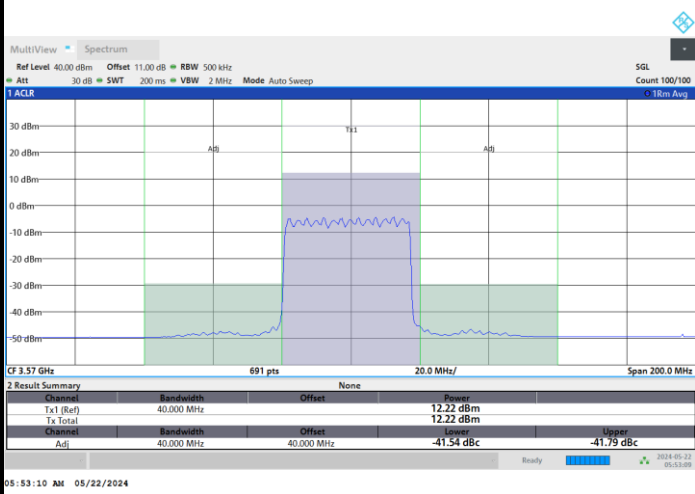 MultiView Spectrum
Ref Level 40.00 dBm Offset 11.00 dB RBW 500 kHz SGL
Att 30 dB SWT 200 ms VBW 2 MHz Mode Auto Sweep Count 100/100
1 ACLR 1Rm Avg
30 dBm
Tx1
20 dBm
Adj Adj
10 dBm
0 dBm
-10 dBm
-20 dBm
-30 dBm
-40 dBm
-50 dBm
CF 3.57 GHz 691 pts 20.0 MHz/ Span 200.0 MHz
2 Result Summary None
Channel Bandwidth Offset Power
Tx1 (Ref) 40.000 MHz 12.22 dBm
Tx Total 12.22 dBm
Channel Bandwidth Offset Lower Upper
Adj 40.000 MHz 40.000 MHz -41.54 dBc -41.79 dBc
Ready 2024-05-22
05:53:09
05:53:10 AM 05/22/2024